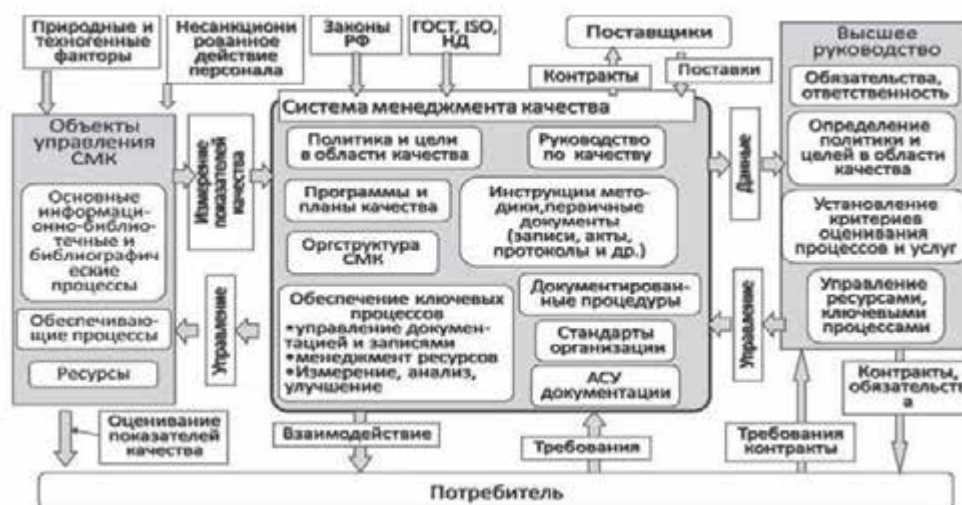 Природные и
техногенные
факторы
Несанкциони
рованное
действие
персонала
Законы
РФ
ГОСТ, ISO,
НД
Поставщики
Контракты
Поставки
Высшее
руководство
Обязательства,
ответственность
Определение
политики и
целей в области
качества
Установление
критериев
оценивания
процессов и услуг
Управление
ресурсами,
ключевыми
процессами
Объекты
управления
СМК
Основные
информаци-
онно-библио-
течные и
библиографич
еские
процессы
Обеспечиваю-
щие процессы
Ресурсы
Измерение
показателей
качества
Управление
Система менеджмента качества
Политика и цели
в области качества
Руководство
по качеству
Программы и
планы качества
Инструкции мето-
дики,первичные
документы
(записи, акты,
протоколы и др.)
Оргструктура
СМК
Обеспечение ключевых
процессов
•управление докумен-
тацией и записями
•менеджмент ресурсов
•Измерение, анализ,
улучшение
Документирован-
ные процедуры
Стандарты
организации
АСУ
документации
Данные
Управление
Оценивание
показателей
качества
Взаимодействие
Требования
Требования
контракты
Контракты,
обязательств
а
Потребитель